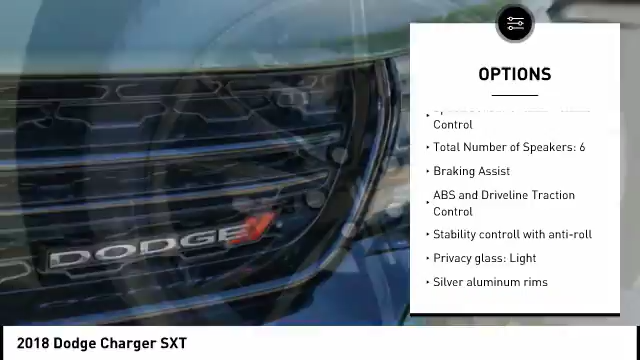 OPTIONS
Control
‣ Total Number of Speakers: 6
‣ Braking Assist
‣ ABS and Driveline Traction
Control
‣ Stability controll with anti-roll
‣ Privacy glass: Light
‣ Silver aluminum rims
DODGE
2018 Dodge Charger SXT